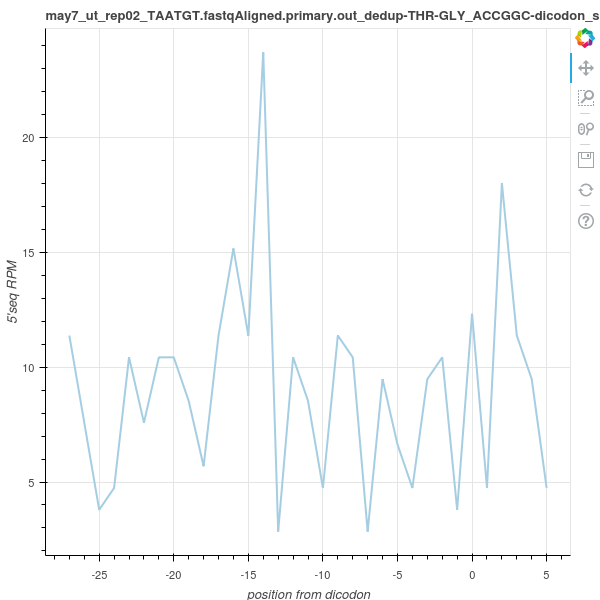 may7_ut_rep02_TAATGT.fastqAligned.primary.out_dedup-THR-GLY_ACCGGC-dicodon_s
20
15
10
5
5'seq RPM
-25 -20 -15 -10 -5 0 5
position from dicodon